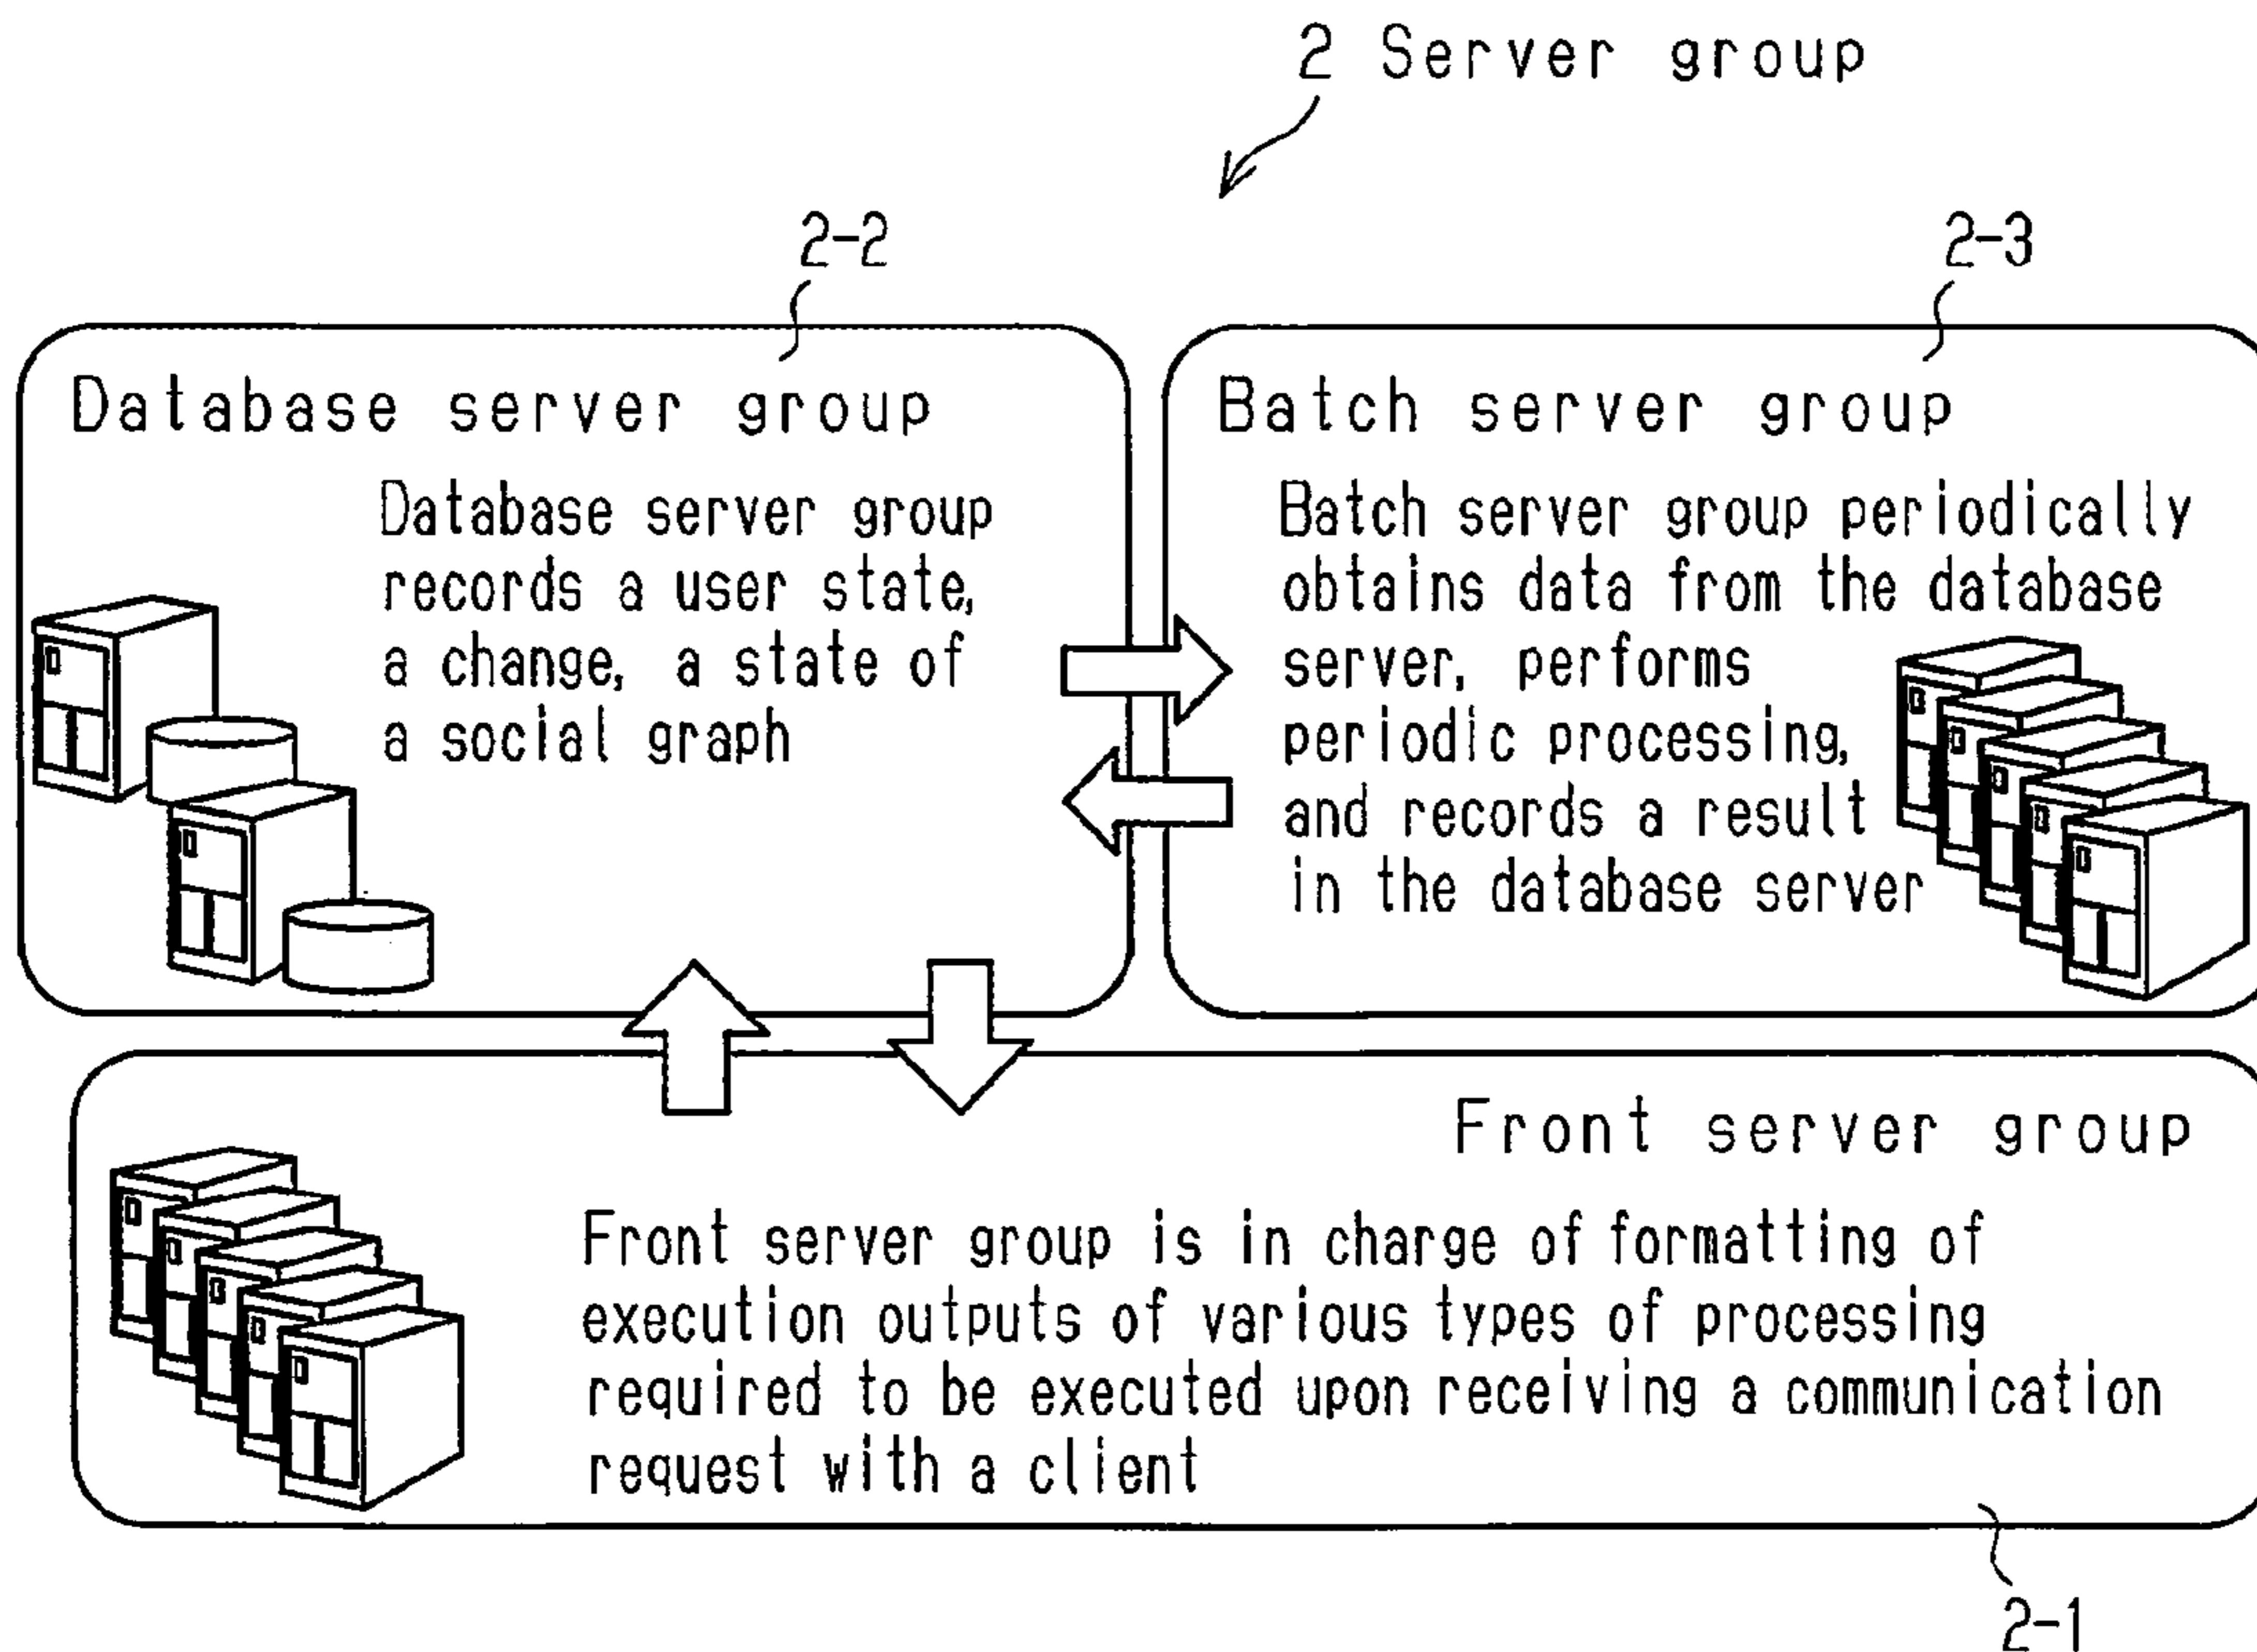 2 Server group
2-2
2-3
Database server group
Database server group
records a user state,
a change, a state of
a social graph
Batch server group
Batch server group periodically
obtains data from the database
server, performs
periodic processing,
and records a result
in the database server
Front server group
Front server group is in charge of formatting of
execution outputs of various types of processing
required to be executed upon receiving a communication
request with a client
2-1